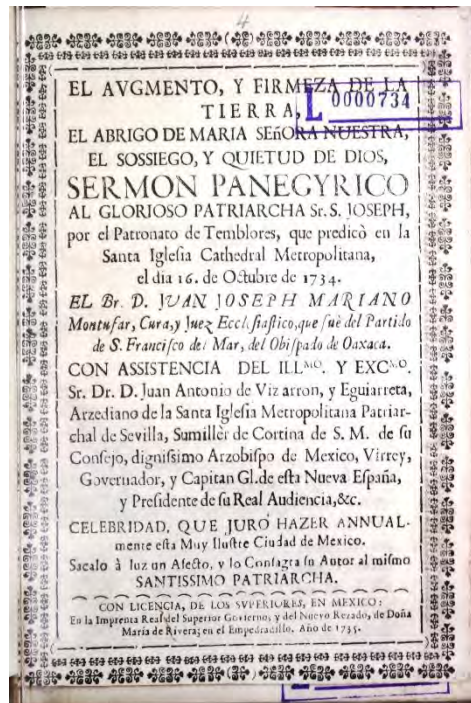 4
EL AVGMENTO, Y FIRMEZA DE LA
TIERRA,
L 0000734
EL ABRIGO DE MARIA SEñORA NUESTRA,
EL SOSSIEGO, Y QUIETUD DE DIOS,
SERMON PANEGYRICO
AL GLORIOSO PATRIARCHA Sr. S. JOSEPH,
por el Patronato de Temblores, que predicò en la
Santa Iglesia Cathedral Metropolitana,
el dia 16. de Octubre de 1734.
EL Br. D. JUAN JOSEPH MARIANO
Montufar, Cura, y Juez Ecclesiastico, que fuè del Partido
de S. Francisco del Mar, del Obispado de Oaxaca.
CON ASSISTENCIA DEL ILLMO. Y EXCMO.
Sr. Dr. D. Juan Antonio de Vizarron, y Eguiarreta,
Arzediano de la Santa Iglesia Metropolitana Patriar-
chal de Sevilla, Sumillèr de Cortina de S. M. de su
Consejo, dignissimo Arzobispo de Mexico, Virrey,
Governador, y Capitan Gl. de esta Nueva España,
y Presidente de su Real Audiencia, &c.
CELEBRIDAD, QUE JURÒ HAZER ANNUAL-
mente esta Muy Ilustre Ciudad de Mexico.
Sacalo à luz un Afecto, y lo Consagra su Autor al mismo
SANTISSIMO PATRIARCHA.
CON LICENCIA, DE LOS SVPERIORES, EN MEXICO:
En la Imprenta Real del Superior Govierno, y del Nuevo Rezado, de Doña
Maria de Rivera; en el Empedradillo. Año de 1735.